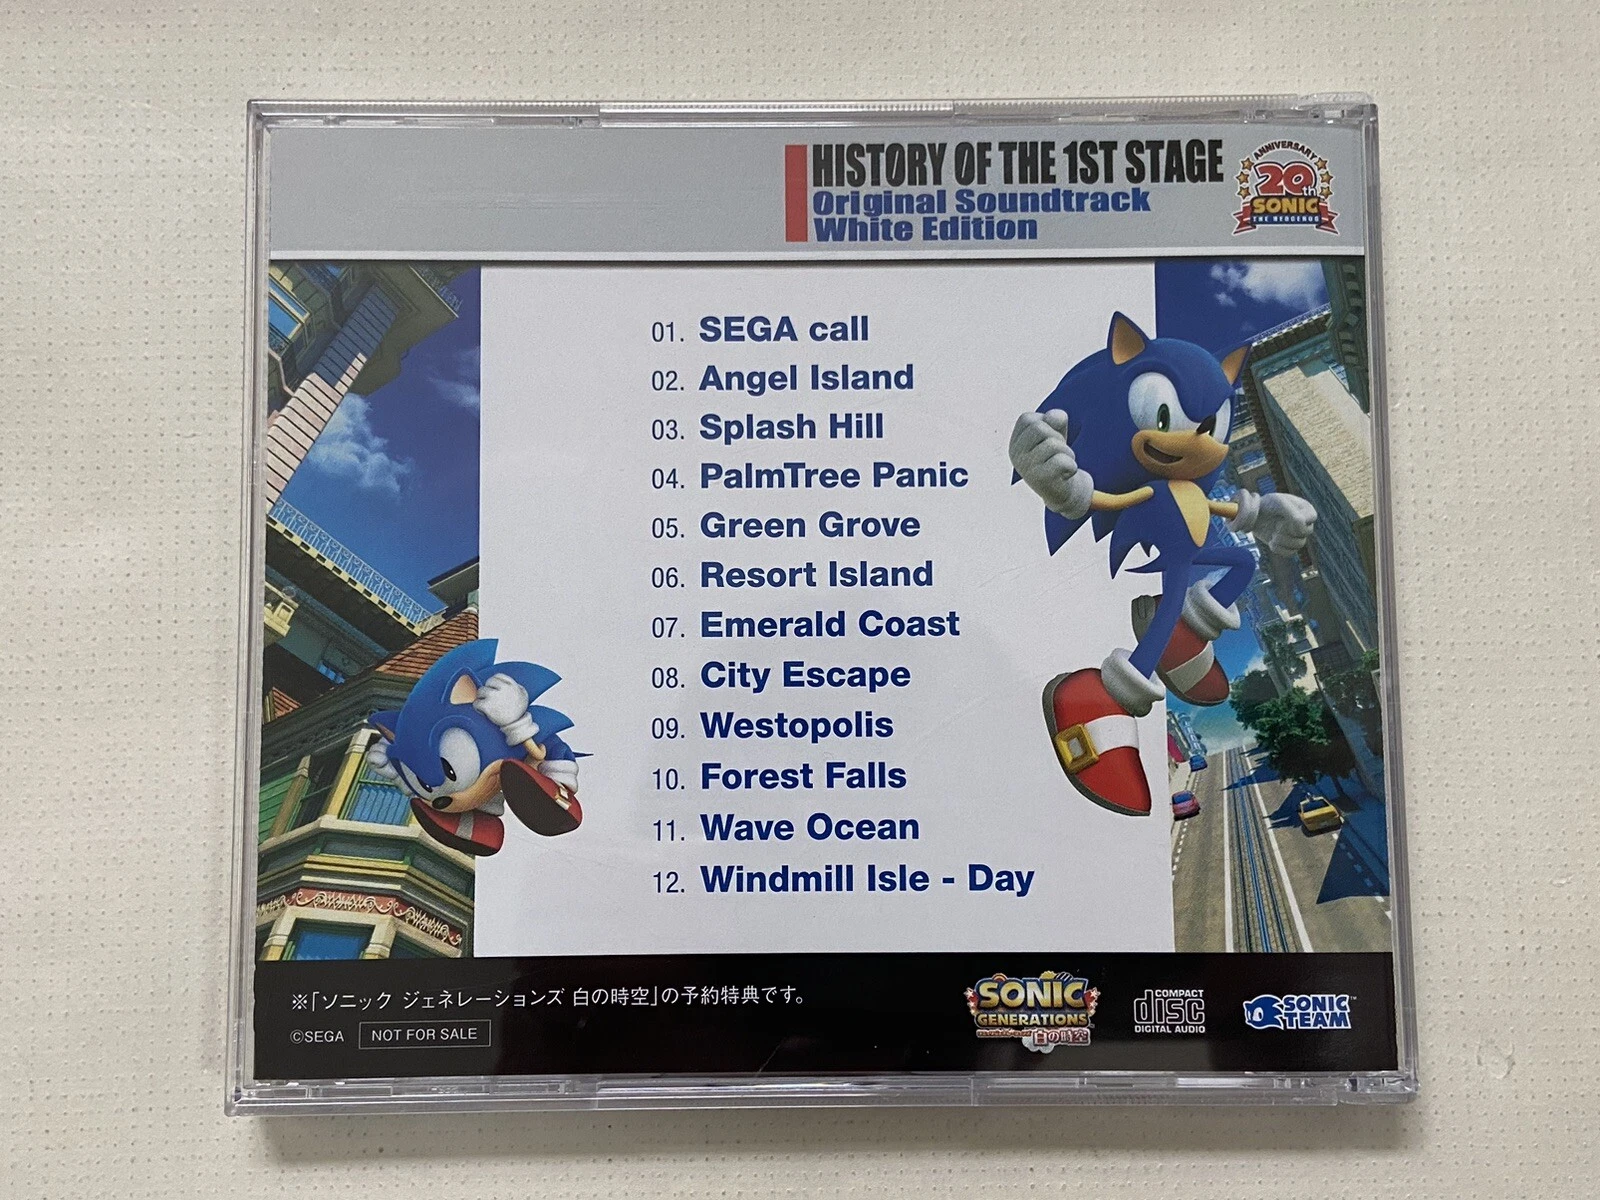 HISTORY OF THE 1ST STAGE
Original Soundtrack
White Edition
ANNIVERSARY
20th
SONIC
THE HEDGEHOG
01. SEGA call
02. Angel Island
03. Splash Hill
04. PalmTree Panic
05. Green Grove
06. Resort Island
07. Emerald Coast
08. City Escape
09. Westopolis
10. Forest Falls
11. Wave Ocean
12. Windmill Isle - Day
※「ソニック ジェネレーションズ 白の時空」の予約特典です。
©SEGA NOT FOR SALE
SONIC
GENERATIONS
白の時空
COMPACT
disc
DIGITAL AUDIO
SONIC
TEAM™